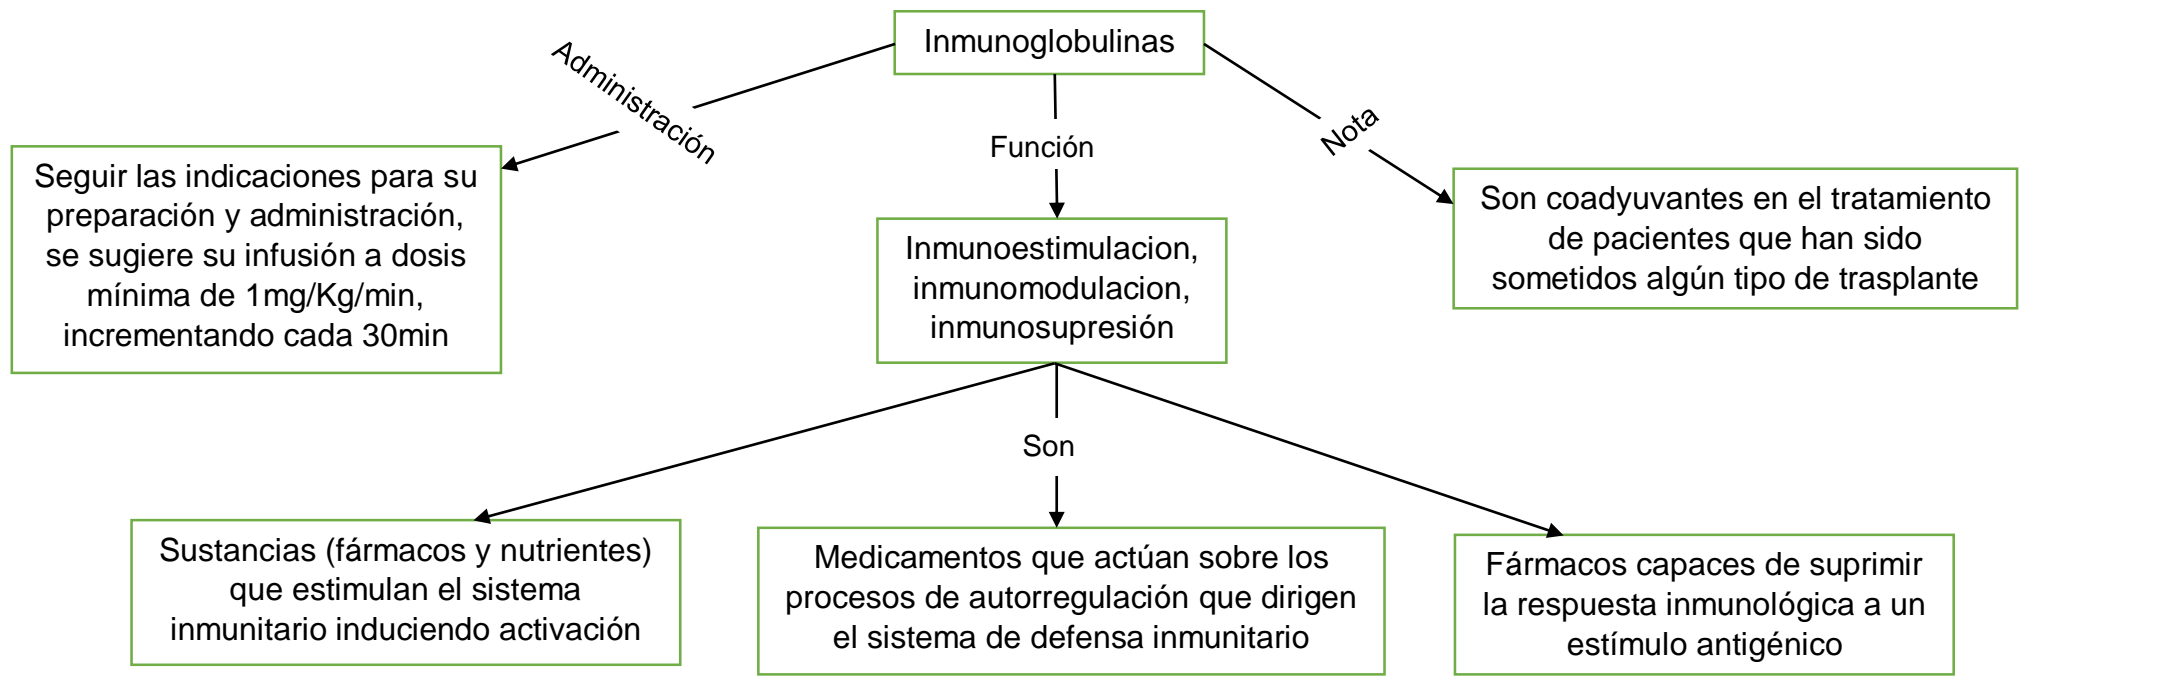 Inmunoglobulinas
Administración
Función
Nota
Seguir las indicaciones para su
preparación y administración,
se sugiere su infusión a dosis
mínima de 1mg/Kg/min,
incrementando cada 30min
Inmunoestimulacion,
inmunomodulacion,
inmunosupresión
Son coadyuvantes en el tratamiento
de pacientes que han sido
sometidos algún tipo de trasplante
Son
Sustancias (fármacos y nutrientes)
que estimulan el sistema
inmunitario induciendo activación
Medicamentos que actúan sobre los
procesos de autorregulación que dirigen
el sistema de defensa inmunitario
Fármacos capaces de suprimir
la respuesta inmunológica a un
estímulo antigénico